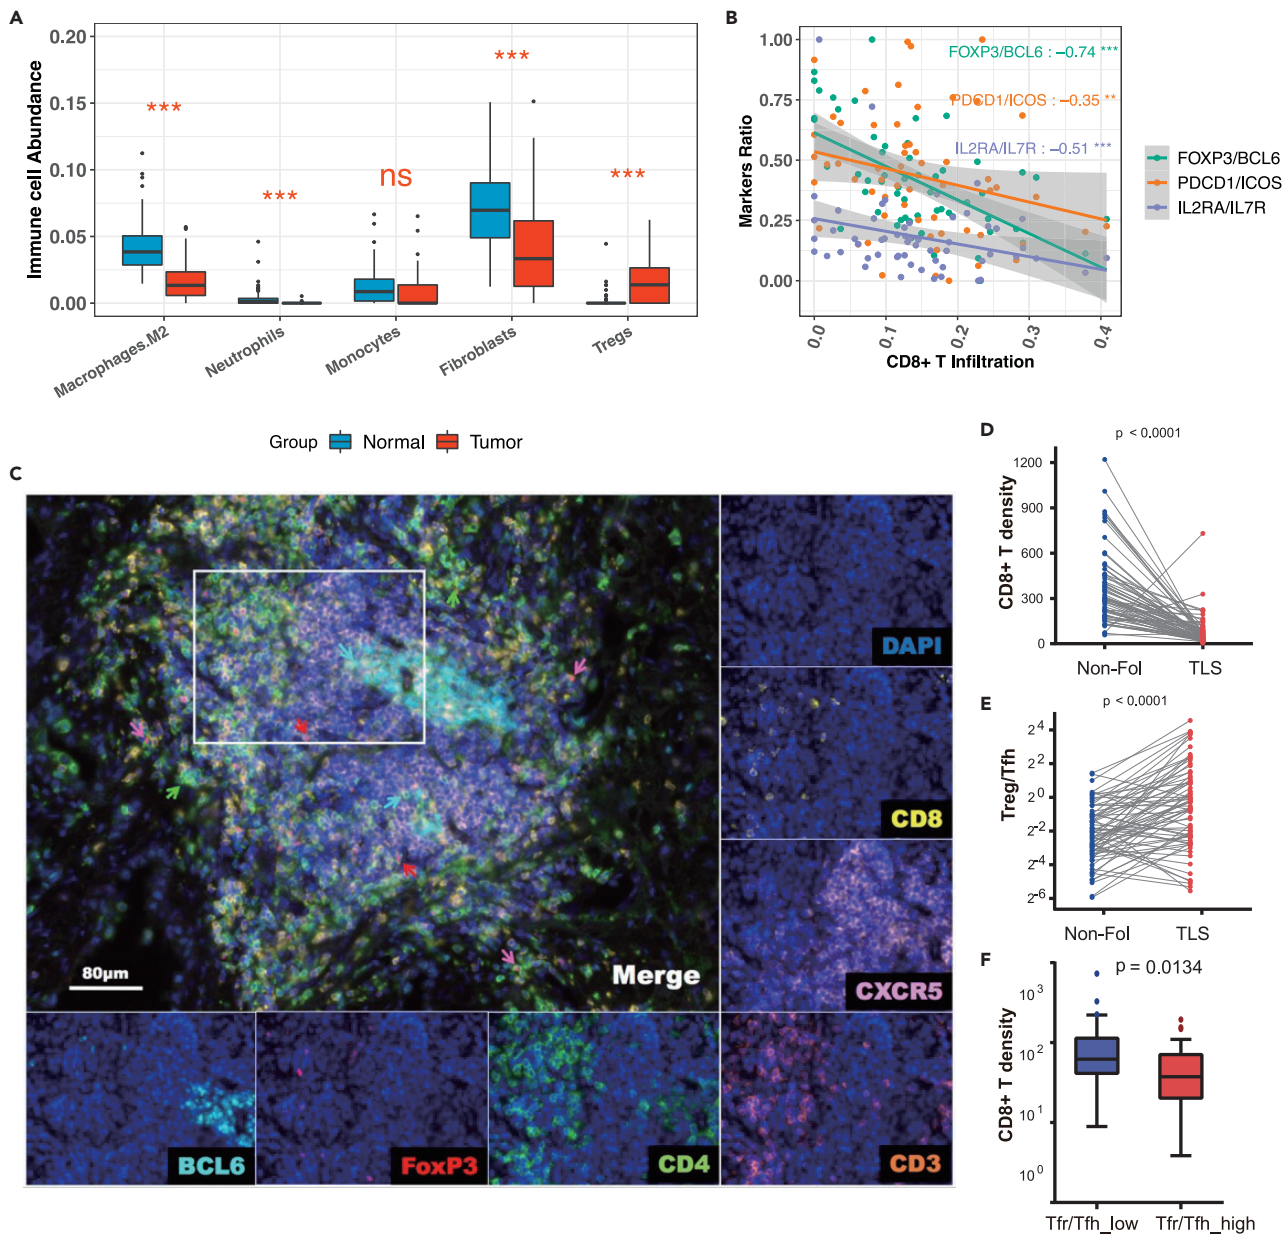 A
Immune cell Abundance
0.20
0.15
0.10
0.05
0.00
***
***
ns
***
***
Macrophages.M2
Neutrophils
Monocytes
Fibroblasts
Tregs
Group Normal Tumor
B
Markers Ratio
1.00
0.75
0.50
0.25
0.00
FOXP3/BCL6 : −0.74 ***
PDCD1/ICOS : −0.35 **
IL2RA/IL7R : −0.51 ***
0.0
0.1
0.2
0.3
0.4
CD8+ T Infiltration
FOXP3/BCL6
PDCD1/ICOS
IL2RA/IL7R
C
80μm
Merge
DAPI
CD8
CXCR5
BCL6
FoxP3
CD4
CD3
D
p < 0.0001
CD8+ T density
1200
900
600
300
0
Non-Fol TLS
E
p < 0.0001
Treg/Tfh
2^4
2^2
2^0
2^-2
2^-4
2^-6
Non-Fol TLS
F
p = 0.0134
CD8+ T density
10^3
10^2
10^1
10^0
Tfr/Tfh_low Tfr/Tfh_high